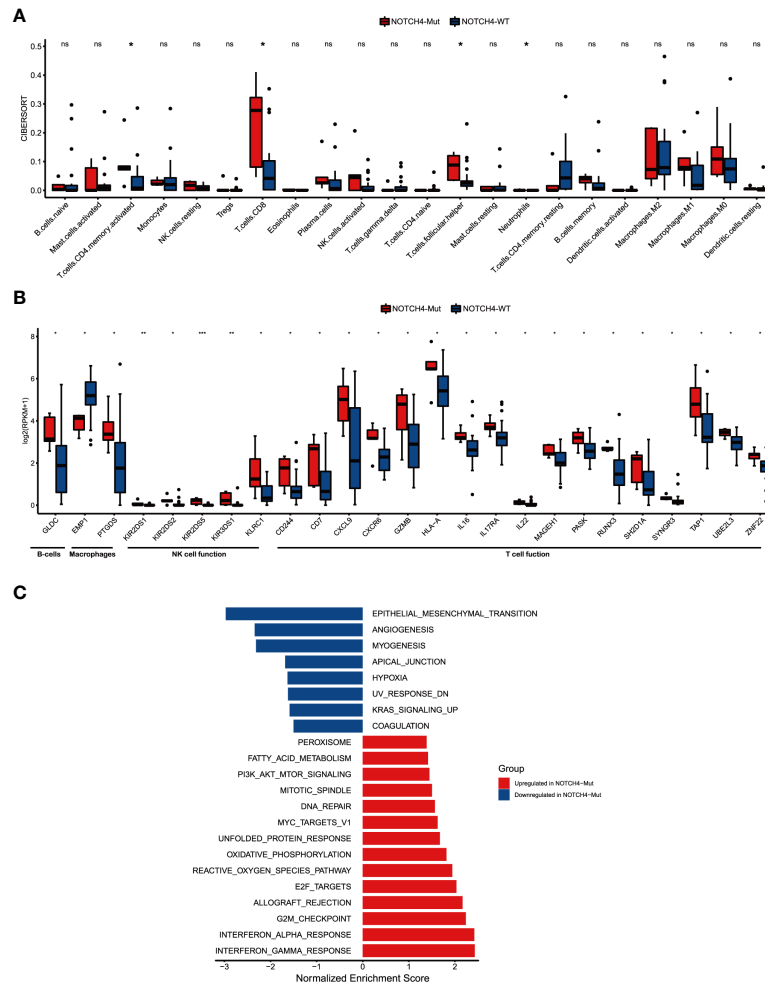 A
NOTCH4-Mut NOTCH4-WT
ns ns * ns ns ns * ns ns ns ns ns * ns * ns ns ns ns ns ns ns
CIBERSORT
0.5
0.4
0.3
0.2
0.1
0.0
B.cells.naive
Mast.cells.activated
T.cells.CD4.memory.activated
Monocytes
NK.cells.resting
Tregs
T.cells.CD8
Eosinophils
Plasma.cells
NK.cells.activated
T.cells.gamma.delta
T.cells.CD4.naive
T.cells.follicular.helper
Mast.cells.resting
Neutrophils
T.cells.CD4.memory.resting
B.cells.memory
Dendritic.cells.activated
Macrophages.M2
Macrophages.M1
Macrophages.M0
Dendritic.cells.resting
B
NOTCH4-Mut NOTCH4-WT
* * * ** * *** ** * * * * * * * * * * * * * * * * * *
log2(RPKM+1)
8
6
4
2
0
GLDC
EMP1
PTGDS
KIR2DS1
KIR2DS2
KIR2DS5
KIR3DS1
KLRC1
CD244
CD7
CXCL9
CXCR6
GZMB
HLA-A
IL16
IL17RA
IL22
MAGEH1
PASK
RUNX3
SH2D1A
SYNGR3
TAP1
UBE2L3
ZNF22
B-cells Macrophages NK cell function T cell fuction
C
EPITHELIAL_MESENCHYMAL_TRANSITION
ANGIOGENESIS
MYOGENESIS
APICAL_JUNCTION
HYPOXIA
UV_RESPONSE_DN
KRAS_SIGNALING_UP
COAGULATION
PEROXISOME
FATTY_ACID_METABOLISM
PI3K_AKT_MTOR_SIGNALING
MITOTIC_SPINDLE
DNA_REPAIR
MYC_TARGETS_V1
UNFOLDED_PROTEIN_RESPONSE
OXIDATIVE_PHOSPHORYLATION
REACTIVE_OXYGEN_SPECIES_PATHWAY
E2F_TARGETS
ALLOGRAFT_REJECTION
G2M_CHECKPOINT
INTERFERON_ALPHA_RESPONSE
INTERFERON_GAMMA_RESPONSE
Group
Upregulated in NOTCH4-Mut
Downregulated in NOTCH4-Mut
−3 −2 −1 0 1 2
Normalized Enrichment Score